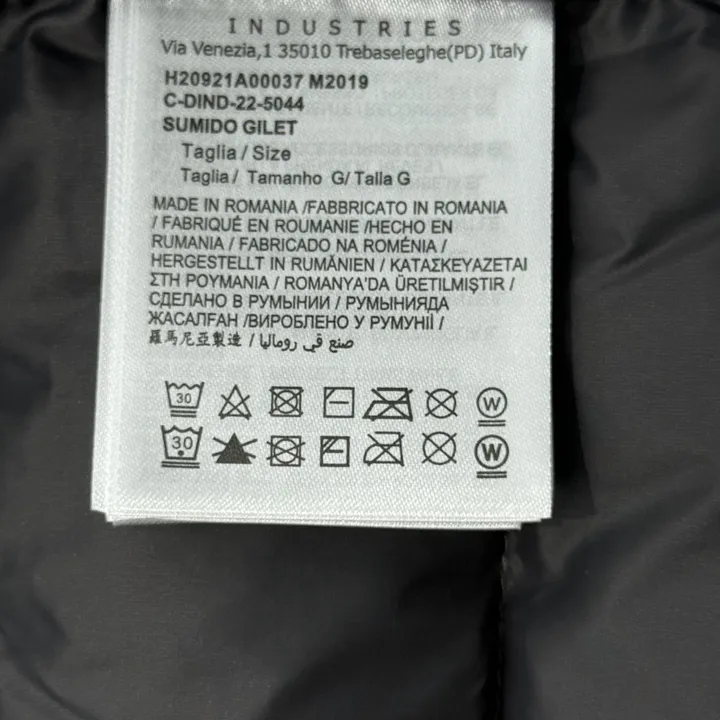 INDUSTRIES
Via Venezia,1 35010 Trebaseleghe(PD) Italy
H20921A00037 M2019
C-DIND-22-5044
SUMIDO GILET
Taglia / Size
Taglia / Tamanho G/ Talla G
MADE IN ROMANIA /FABBRICATO IN ROMANIA
/ FABRIQUÉ EN ROUMANIE /HECHO EN
RUMANIA / FABRICADO NA ROMÉNIA /
HERGESTELLT IN RUMÄNIEN / ΚΑΤΑΣΚΕΥΑΖΕΤΑΙ
ΣΤΗ ΡΟΥΜΑΝΙΑ / ROMANYA'DA ÜRETILMIŞTIR /
СДЕЛАНО В РУМЫНИИ / РУМЫНИЯДА
ЖАСАЛҒАН /ВИРОБЛЕНО У РУМУНІЇ /
羅馬尼亞製造 / صنع في رومانيا
30 W
30 W